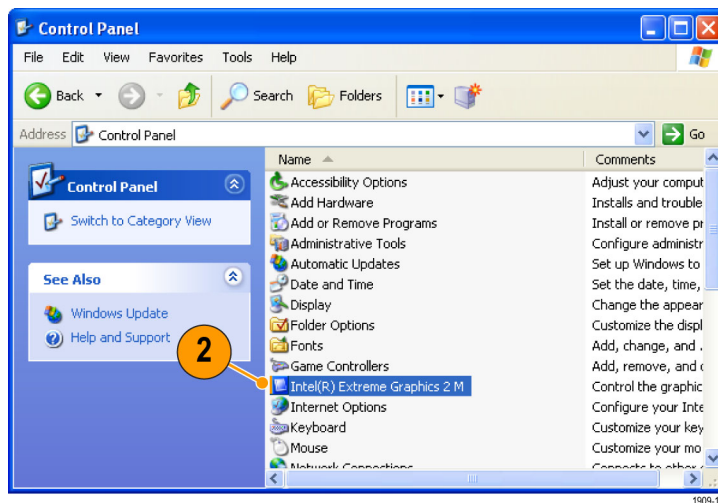 Control Panel
File Edit View Favorites Tools Help
Back Search Folders
Address Control Panel Go
Control Panel
Switch to Category View
See Also
Windows Update
Help and Support
2
Name Comments
Accessibility Options Adjust your comput
Add Hardware Installs and trouble
Add or Remove Programs Install or remove pr
Administrative Tools Configure administr
Automatic Updates Set up Windows to
Date and Time Set the date, time,
Display Change the appear
Folder Options Customize the displ
Fonts Add, change, and .
Game Controllers Add, remove, and c
Intel(R) Extreme Graphics 2 M Control the graphic
Internet Options Configure your Inte
Keyboard Customize your key
Mouse Customize your mo
Network Connections Connects to other